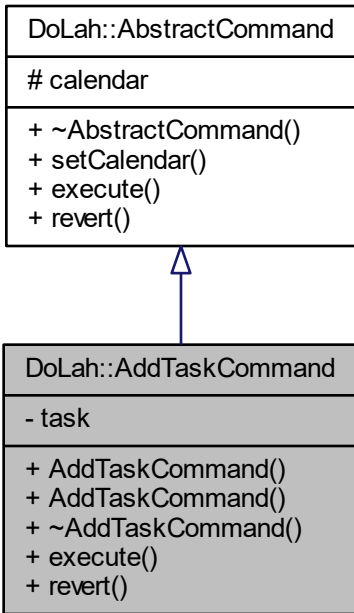 DoLah::AbstractCommand
# calendar
+ ~AbstractCommand()
+ setCalendar()
+ execute()
+ revert()
DoLah::AddTaskCommand
- task
+ AddTaskCommand()
+ AddTaskCommand()
+ ~AddTaskCommand()
+ execute()
+ revert()